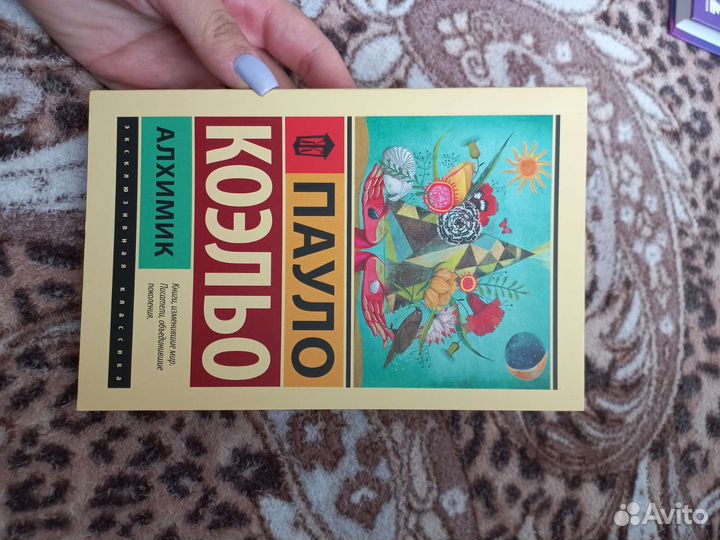 ПАУЛО
КОЭЛЬО
АЛХИМИК
Книги, изменившие мир.
Писатели, объединившие
поколения.
ЭКСКЛЮЗИВНАЯ КЛАССИКА
Avito